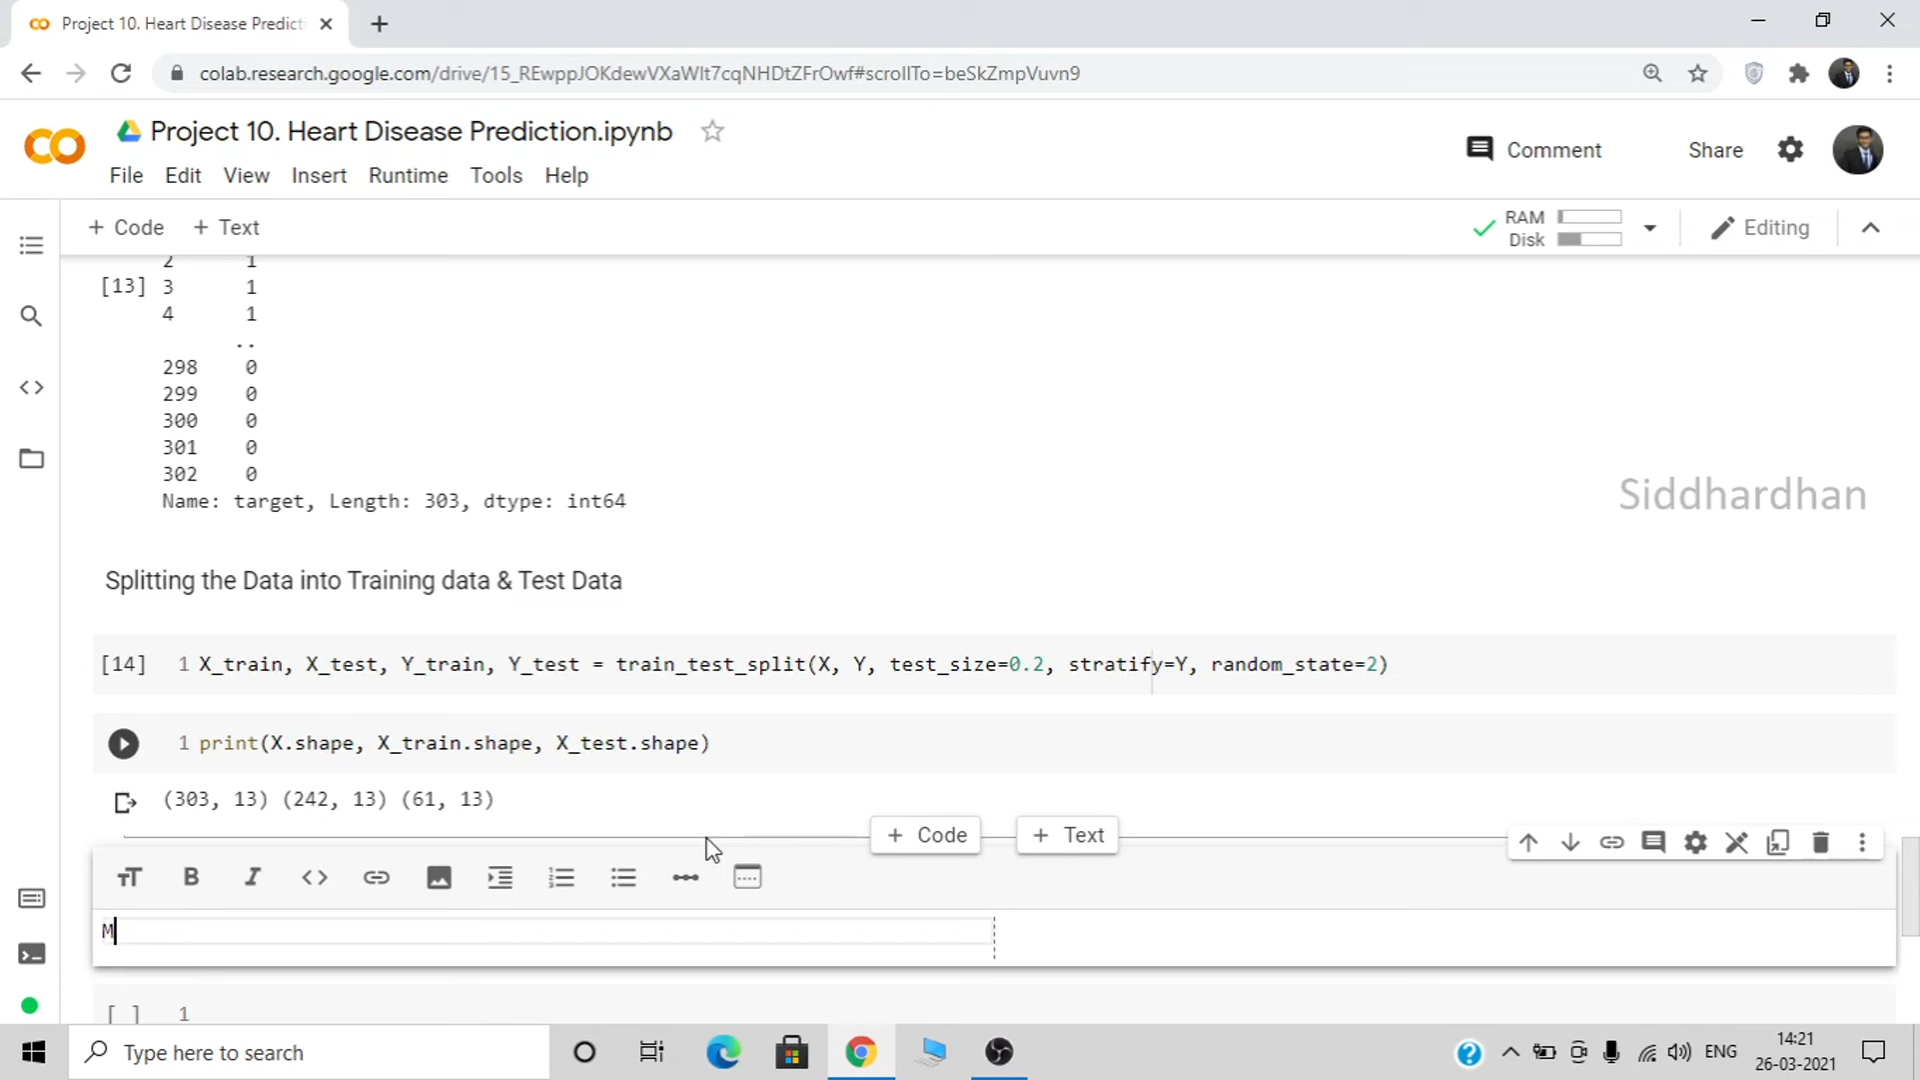 Project 10. Heart Disease Predict
colab.research.google.com/drive/15_REwppJOKdewVXaWIt7cqNHDtZFrOwf#scrollTo=beSkZmpVuvn9
Project 10. Heart Disease Prediction.ipynb
Comment
Share
File Edit View Insert Runtime Tools Help
+ Code + Text
RAM
Disk
Editing
2 1
[13] 3 1
4 1
..
298 0
299 0
300 0
301 0
302 0
Name: target, Length: 303, dtype: int64
Siddhardhan
Splitting the Data into Training data & Test Data
[14] 1 X_train, X_test, Y_train, Y_test = train_test_split(X, Y, test_size=0.2, stratify=Y, random_state=2)
1 print(X.shape, X_train.shape, X_test.shape)
(303, 13) (242, 13) (61, 13)
+ Code + Text
M
[ ] 1
Type here to search
ENG
14:21
26-03-2021